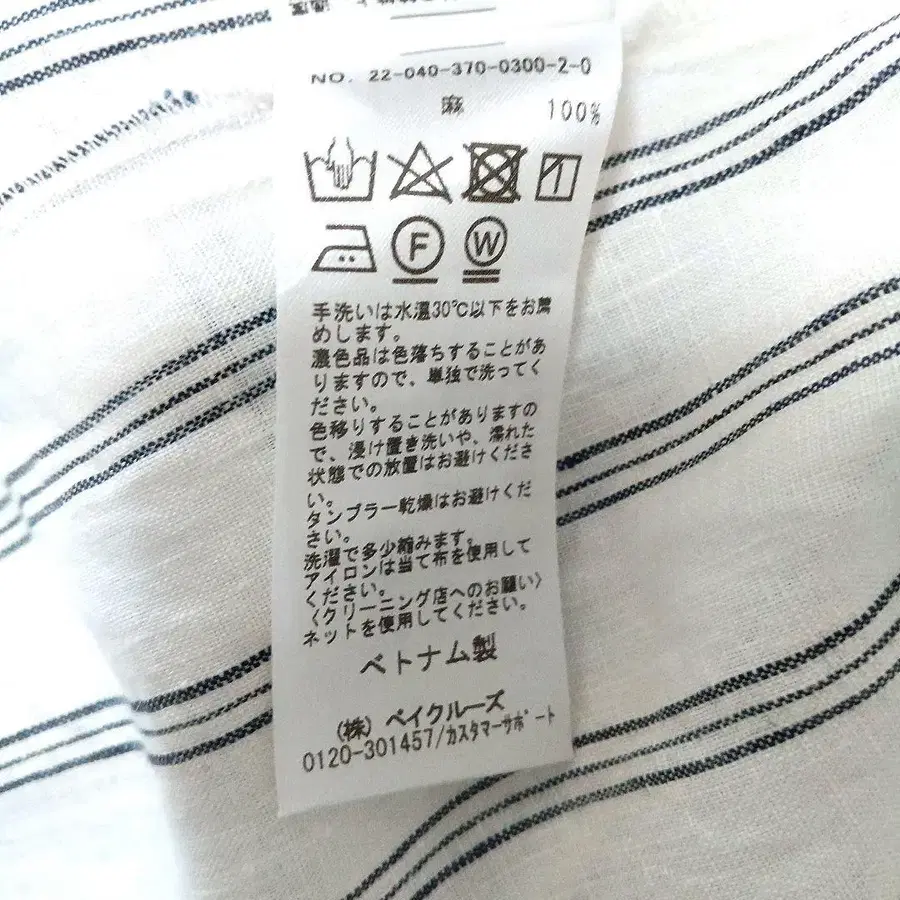 NO. 22-040-370-0300-2-0
麻 100%
F W
手洗いは水温30℃以下をお薦
めします。
濃色品は色落ちすることがあ
りますので、単独で洗ってく
ださい。
色移りすることがありますの
で、浸け置き洗いや、濡れた
状態での放置はお避けくださ
い。
タンブラー乾燥はお避けくだ
さい。
洗濯で多少縮みます。
アイロンは当て布を使用して
ください。
〈クリーニング店へのお願い〉
ネットを使用してください。
ベトナム製
(株) ベイクルーズ
0120-301457/カスタマーサポート